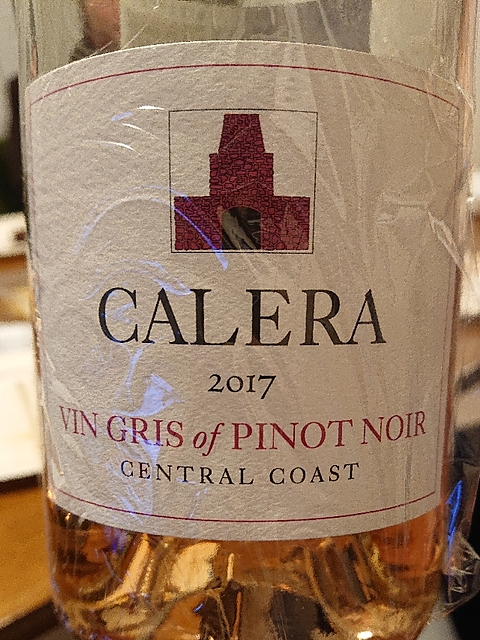 CALERA
2017
VIN GRIS of PINOT NOIR
CENTRAL COAST